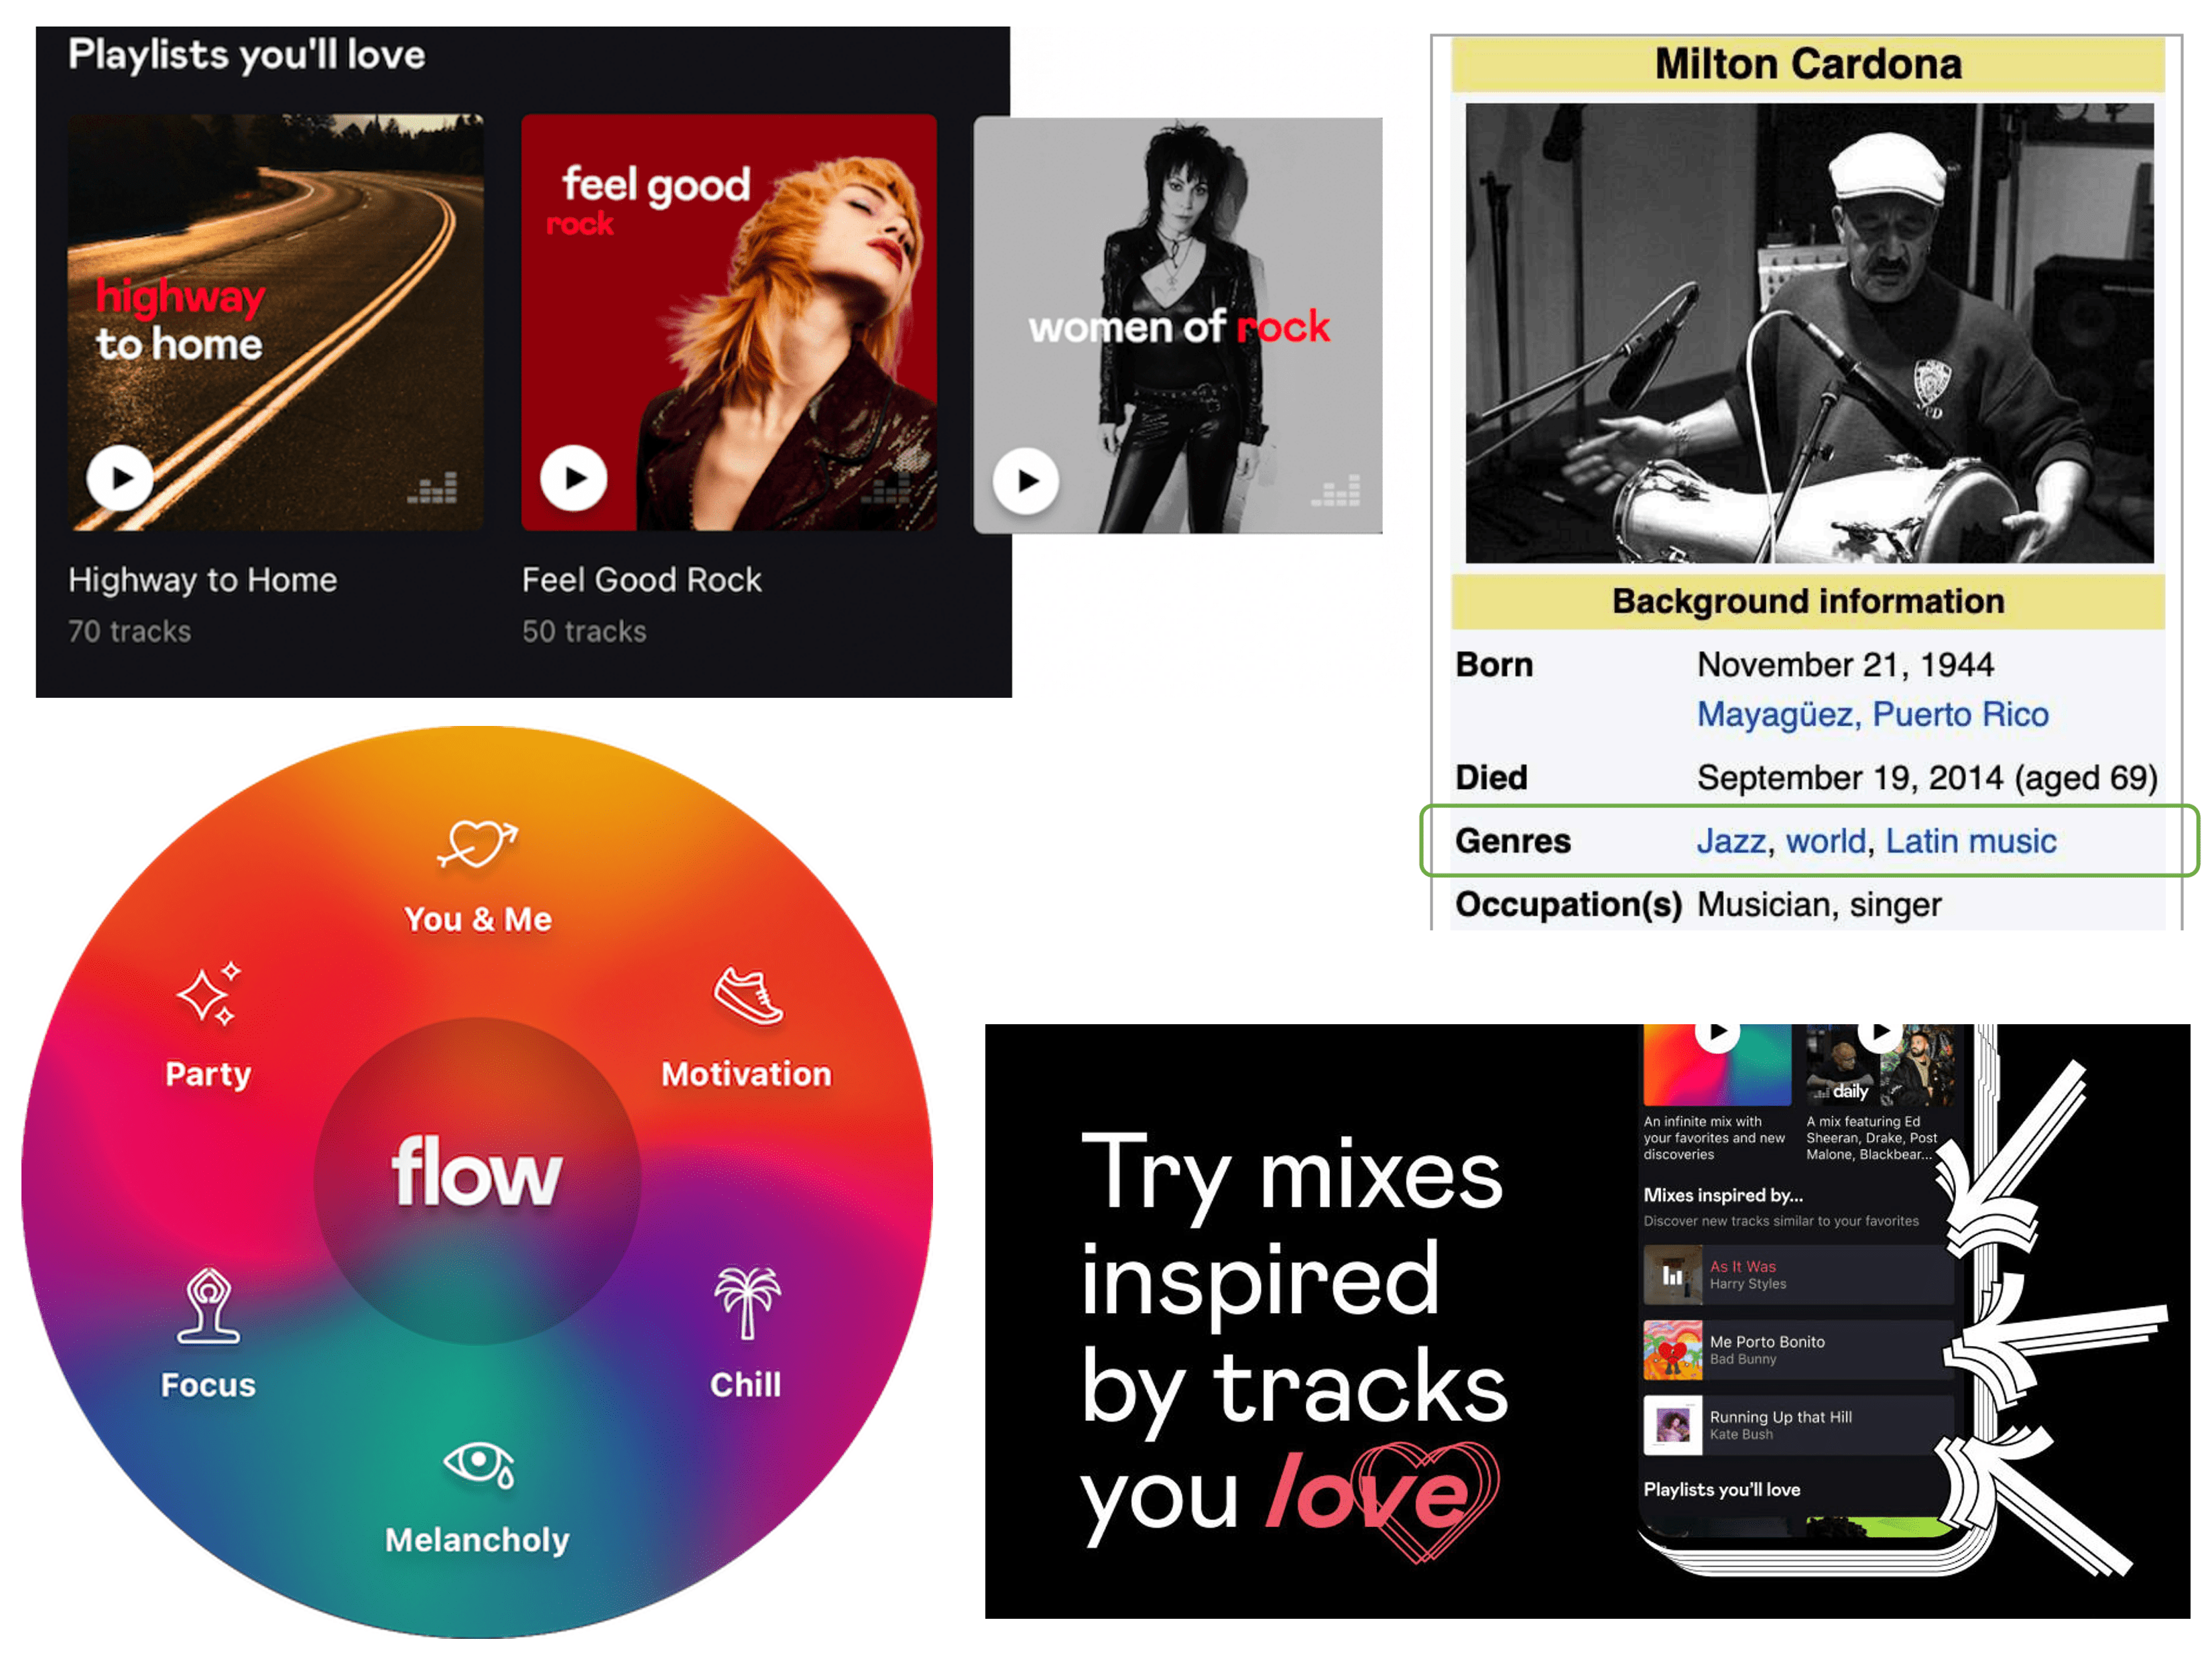 Playlists you'll love
highway
to home
feel good
rock
women of rock
Highway to Home
70 tracks
Feel Good Rock
50 tracks
Milton Cardona
Background information
Born November 21, 1944
Mayagüez, Puerto Rico
Died September 19, 2014 (aged 69)
Genres Jazz, world, Latin music
Occupation(s) Musician, singer
You & Me
Party
Motivation
flow
Focus
Chill
Melancholy
Try mixes
inspired
by tracks
you love
daily
An infinite mix with
your favorites and new
discoveries
A mix featuring Ed
Sheeran, Drake, Post
Malone, Blackbear...
Mixes inspired by...
Discover new tracks similar to your favorites
As It Was
Harry Styles
Me Porto Bonito
Bad Bunny
Running Up that Hill
Kate Bush
Playlists you'll love